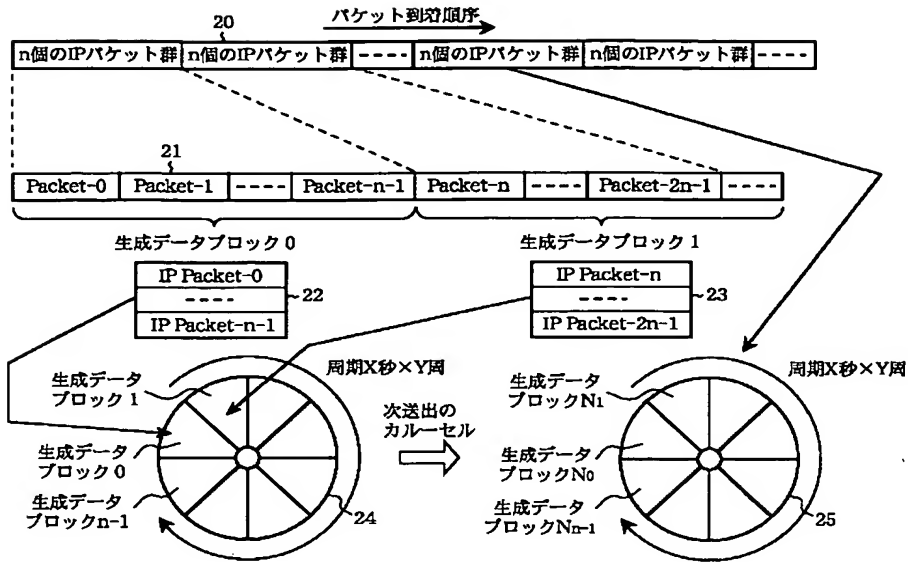 20
パケット到着順序
n個のIPパケット群 n個のIPパケット群 ---- n個のIPパケット群 n個のIPパケット群 ----
21
Packet-0 Packet-1 ---- Packet-n-1 Packet-n ---- Packet-2n-1 ----
生成データブロック0
生成データブロック1
IP Packet-0
----
IP Packet-n-1
22
IP Packet-n
----
IP Packet-2n-1
23
周期X秒×Y周
生成データ
ブロック1
生成データ
ブロック0
生成データ
ブロックn-1
24
次送出の
カルーセル
周期X秒×Y周
生成データ
ブロックN1
生成データ
ブロックN0
生成データ
ブロックNn-1
25